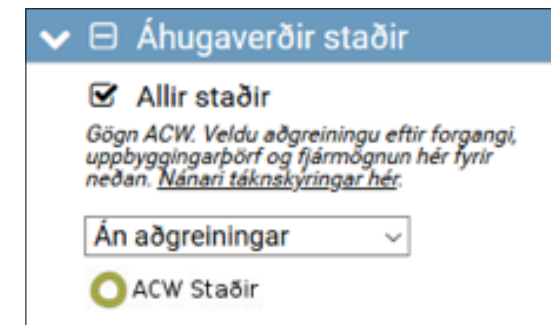 Áhugaverðir staðir
Allir staðir
Gögn ACW. Veldu aðgreiningu eftir forgangi,
uppbyggingarþörf og fjármögnun hér fyrir
neðan. Nánari táknskýringar hér.
Án aðgreiningar
ACW Staðir